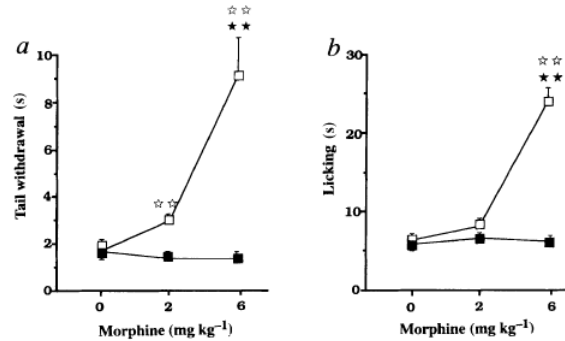 a
☆☆
★★
10
8
6
4
2
0
Tail withdrawal (s)
☆☆
0 2 6
Morphine (mg kg⁻¹)
b
☆☆
★★
30
20
10
0
Licking (s)
0 2 6
Morphine (mg kg⁻¹)